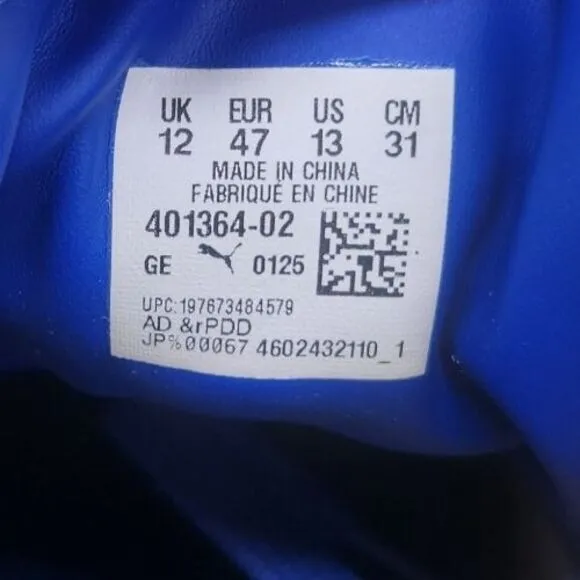 UK EUR US CM
12 47 13 31
MADE IN CHINA
FABRIQUÉ EN CHINE
401364-02
GE 0125
UPC:197673484579
AD &rPDD
JP%00067 4602432110_1